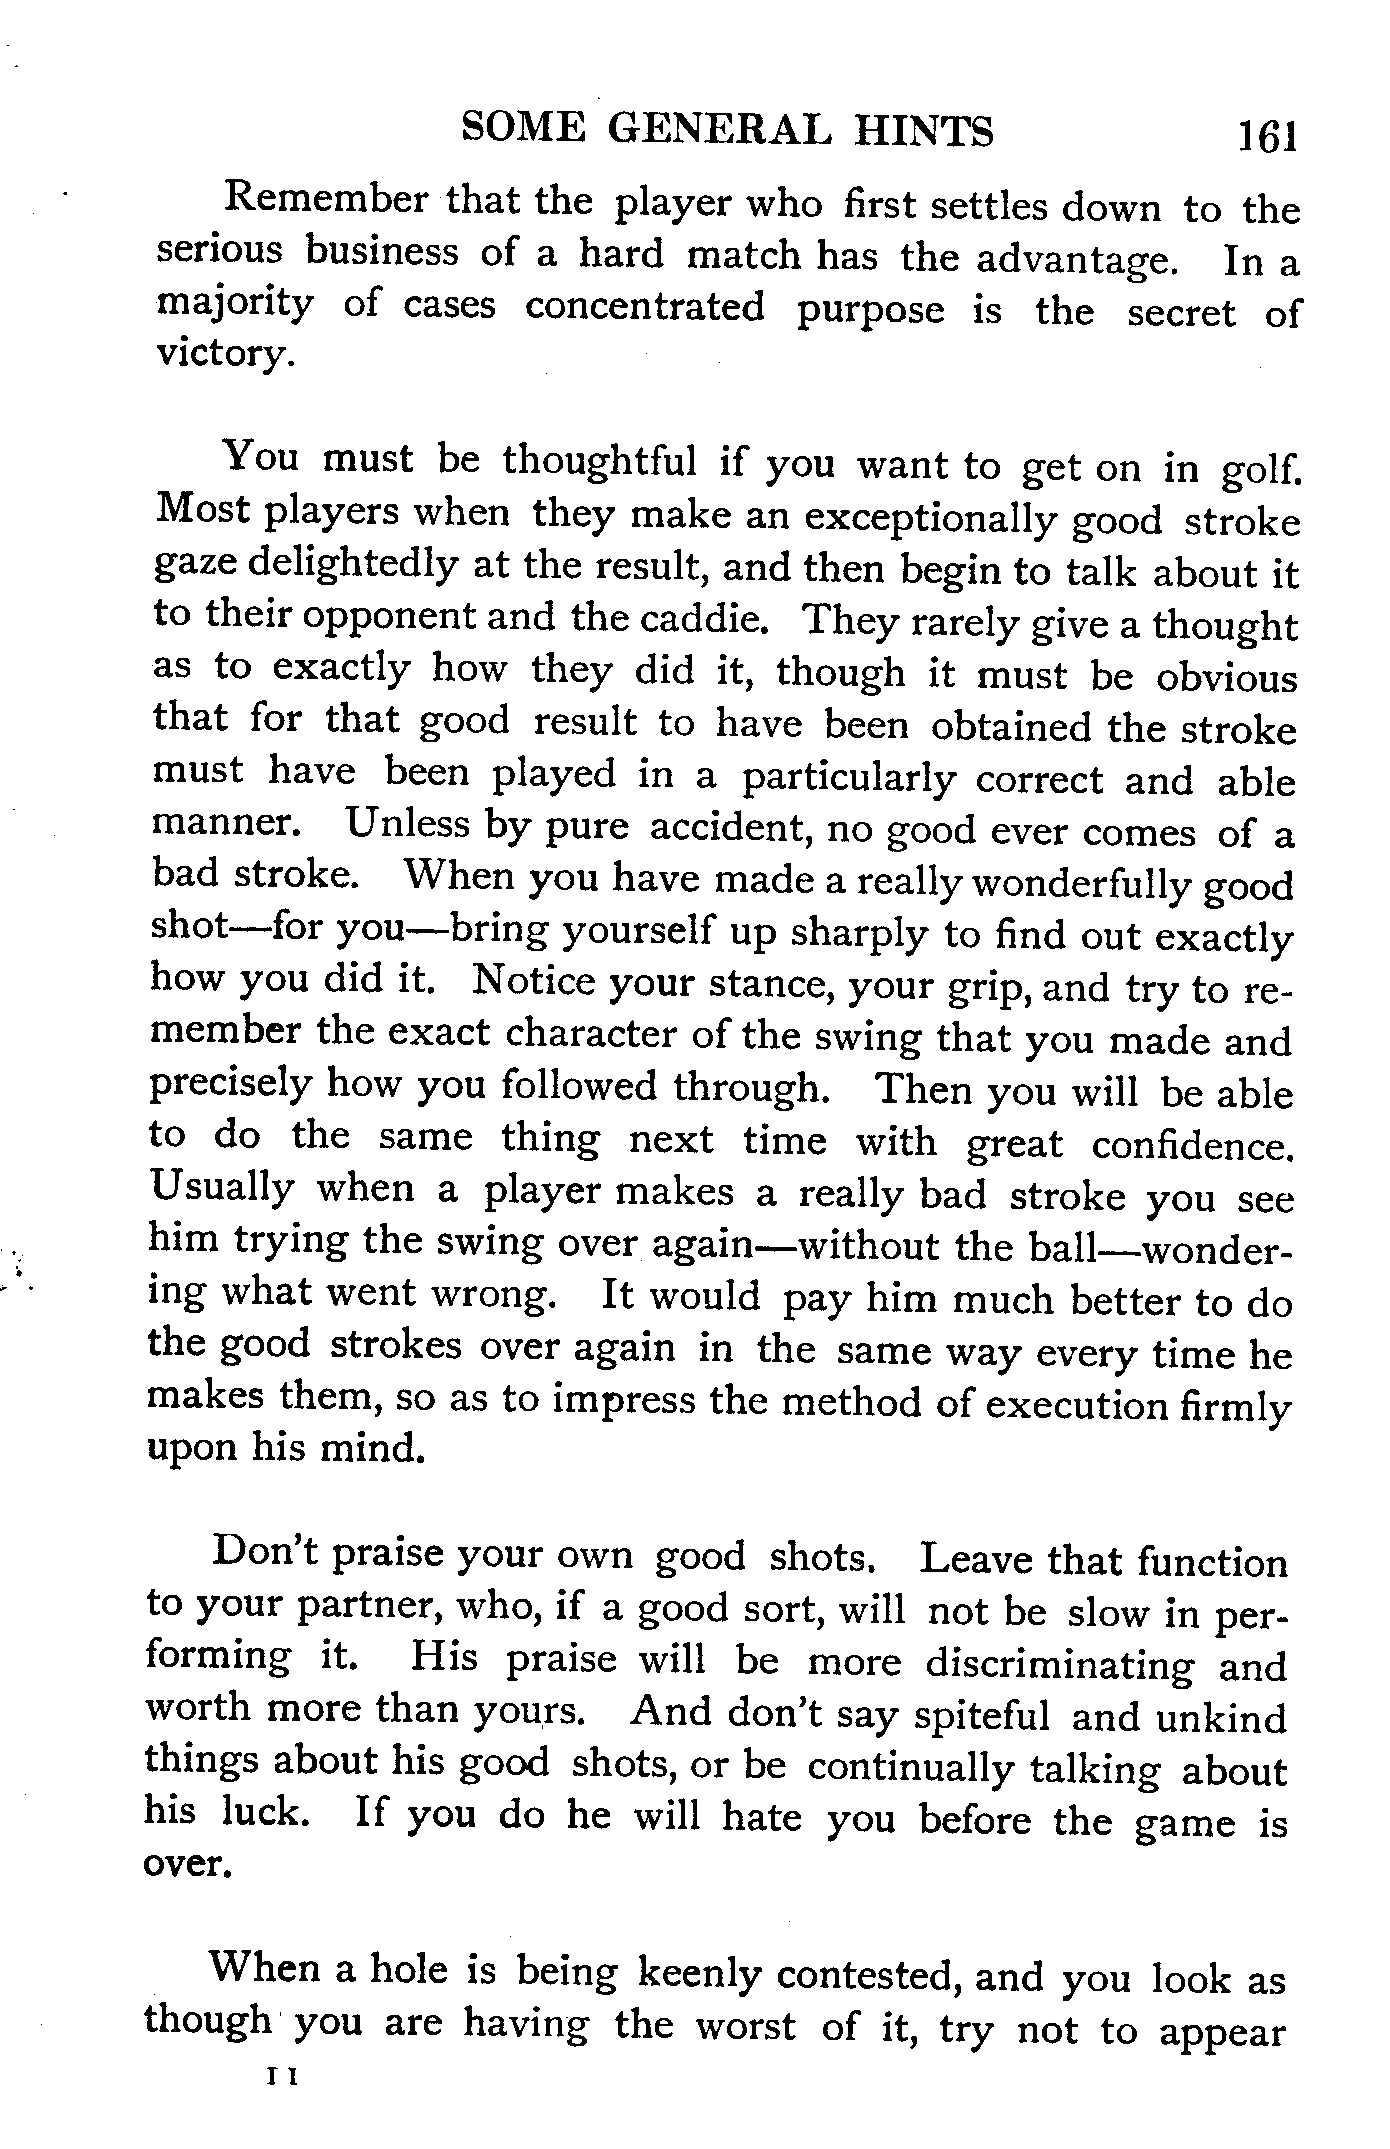 SOME GENERAL HINTS 161
Remember that the player who first settles down to the
serious business of a hard match has the advantage. In a
majority of cases concentrated purpose is the secret of
victory.
You must be thoughtful if you want to get on in golf.
Most players when they make an exceptionally good stroke
gaze delightedly at the result, and then begin to talk about it
to their opponent and the caddie. They rarely give a thought
as to exactly how they did it, though it must be obvious
that for that good result to have been obtained the stroke
must have been played in a particularly correct and able
manner. Unless by pure accident, no good ever comes of a
bad stroke. When you have made a really wonderfully good
shot—for you—bring yourself up sharply to find out exactly
how you did it. Notice your stance, your grip, and try to re-
member the exact character of the swing that you made and
precisely how you followed through. Then you will be able
to do the same thing next time with great confidence.
Usually when a player makes a really bad stroke you see
him trying the swing over again—without the ball—wonder-
ing what went wrong. It would pay him much better to do
the good strokes over again in the same way every time he
makes them, so as to impress the method of execution firmly
upon his mind.
Don't praise your own good shots. Leave that function
to your partner, who, if a good sort, will not be slow in per-
forming it. His praise will be more discriminating and
worth more than yours. And don't say spiteful and unkind
things about his good shots, or be continually talking about
his luck. If you do he will hate you before the game is
over.
When a hole is being keenly contested, and you look as
though you are having the worst of it, try not to appear
11